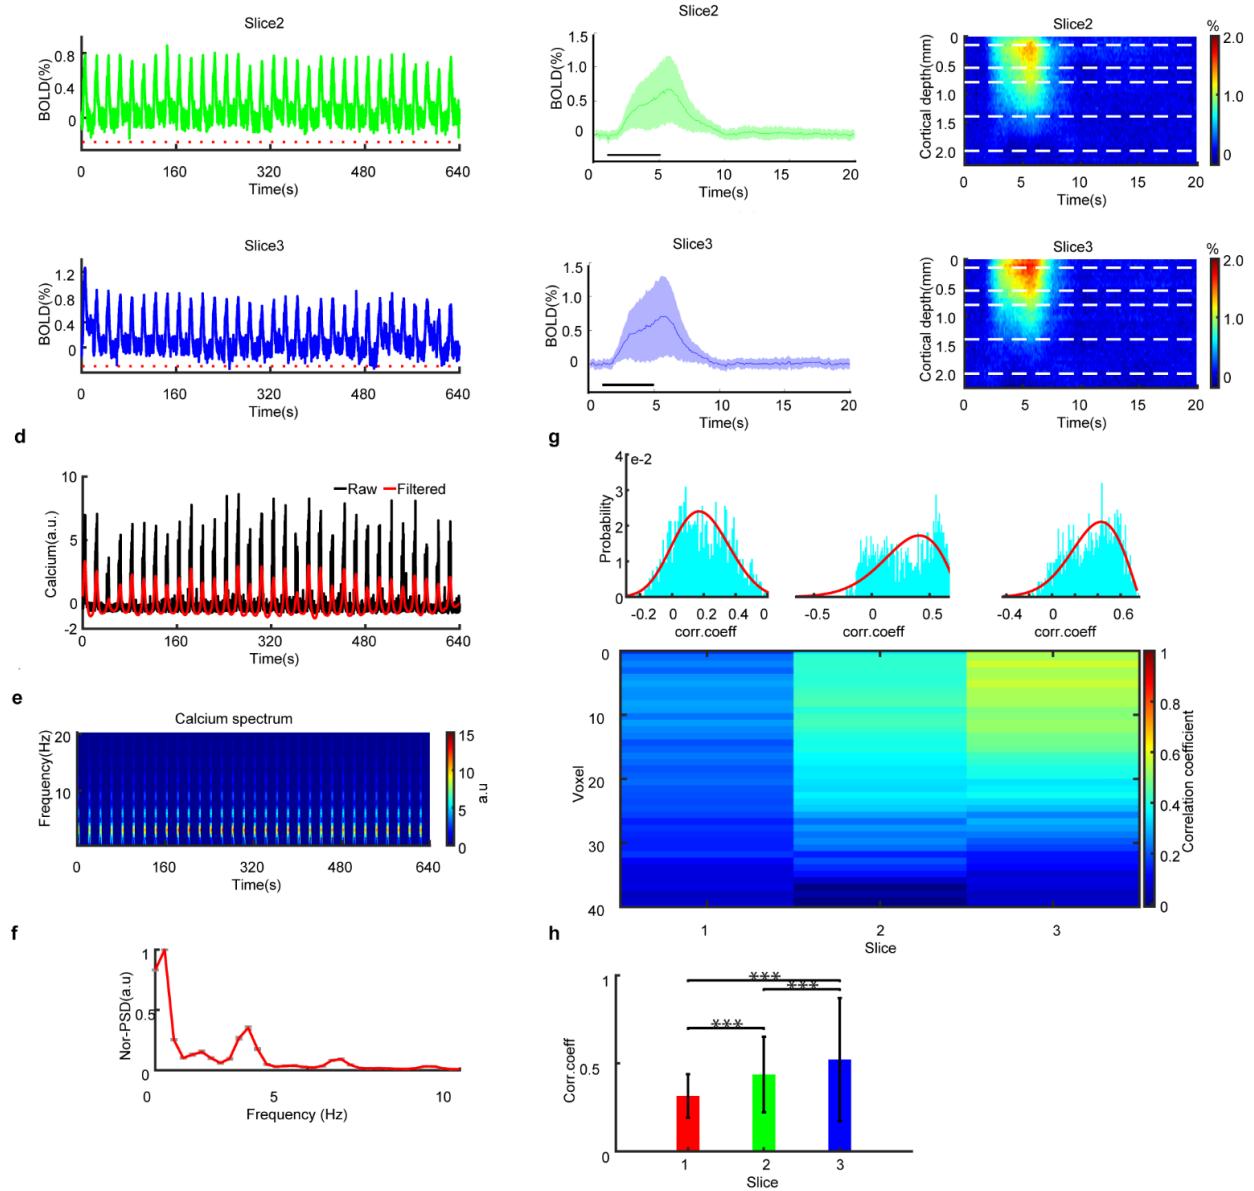 Slice2
BOLD(%)
0.8
0.4
0
0 160 320 480 640
Time(s)
Slice2
BOLD(%)
1.5
1.0
0.5
0
0 5 10 15 20
Time(s)
Slice2
Cortical depth(mm)
0
0.5
1.0
1.5
2.0
0 5 10 15 20
Time(s)
%
2.0
1.0
0
Slice3
BOLD(%)
1.2
0.8
0.4
0
0 160 320 480 640
Time(s)
Slice3
BOLD(%)
1.5
1.0
0.5
0
0 5 10 15 20
Time(s)
Slice3
Cortical depth(mm)
0
0.5
1.0
1.5
2.0
0 5 10 15 20
Time(s)
%
2.0
1.0
0
d
Calcium(a.u.)
10
5
0
-2
Raw Filtered
0 160 320 480 640
Time(s)
e
Calcium spectrum
Frequency(Hz)
20
10
0 160 320 480 640
Time(s)
15
10
5
0
a.u
f
Nor-PSD(a.u)
1
0.5
0
0 5 10
Frequency (Hz)
g
Probability
4
3
2
1
0
e-2
-0.2 0 0.2 0.4 0
corr.coeff
-0.5 0 0.5
corr.coeff
-0.4 0 0.6
corr.coeff
Voxel
0
10
20
30
40
1 2 3
Slice
1
0.8
0.6
0.4
0.2
0
Correlation coefficient
h
Corr.coeff
1
0.5
0
***
***
***
1 2 3
Slice